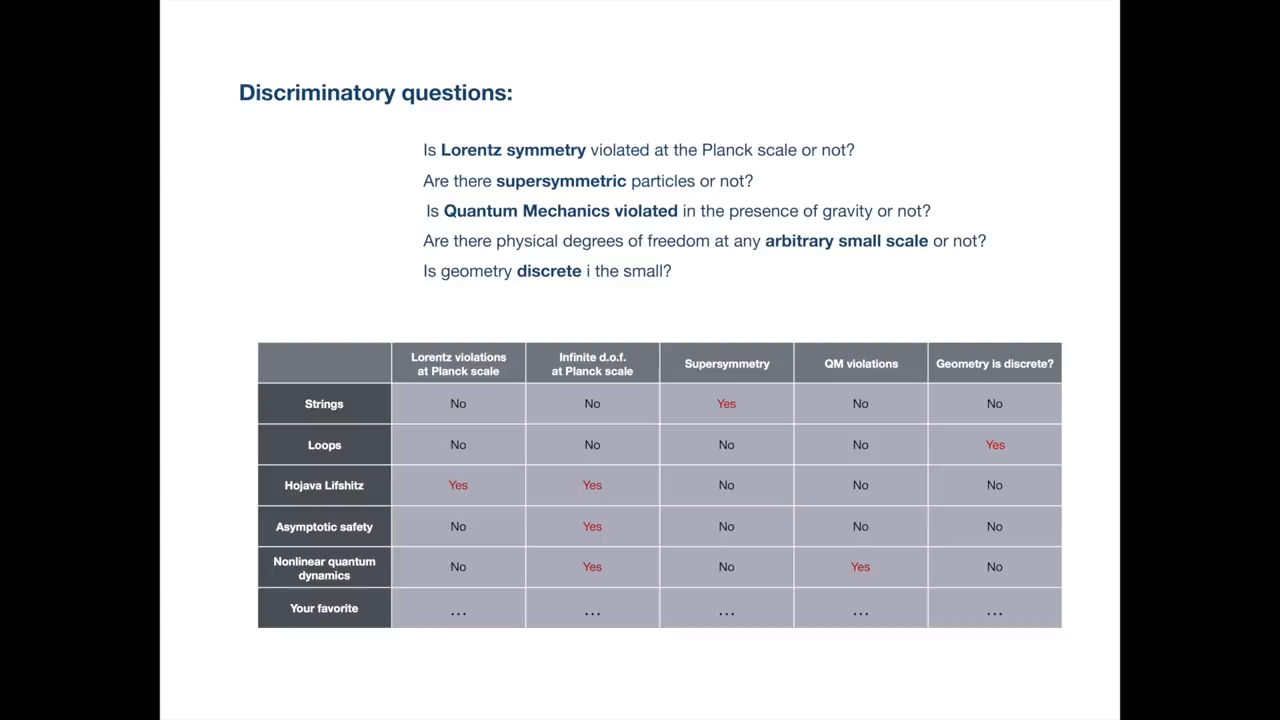 Discriminatory questions:
Is Lorentz symmetry violated at the Planck scale or not?
Are there supersymmetric particles or not?
Is Quantum Mechanics violated in the presence of gravity or not?
Are there physical degrees of freedom at any arbitrary small scale or not?
Is geometry discrete i the small?
Lorentz violations at Planck scale Infinite d.o.f. at Planck scale Supersymmetry QM violations Geometry is discrete?
Strings No No Yes No No
Loops No No No No Yes
Hojava Lifshitz Yes Yes No No No
Asymptotic safety No Yes No No No
Nonlinear quantum dynamics No Yes No Yes No
Your favorite ... ... ... ... ...